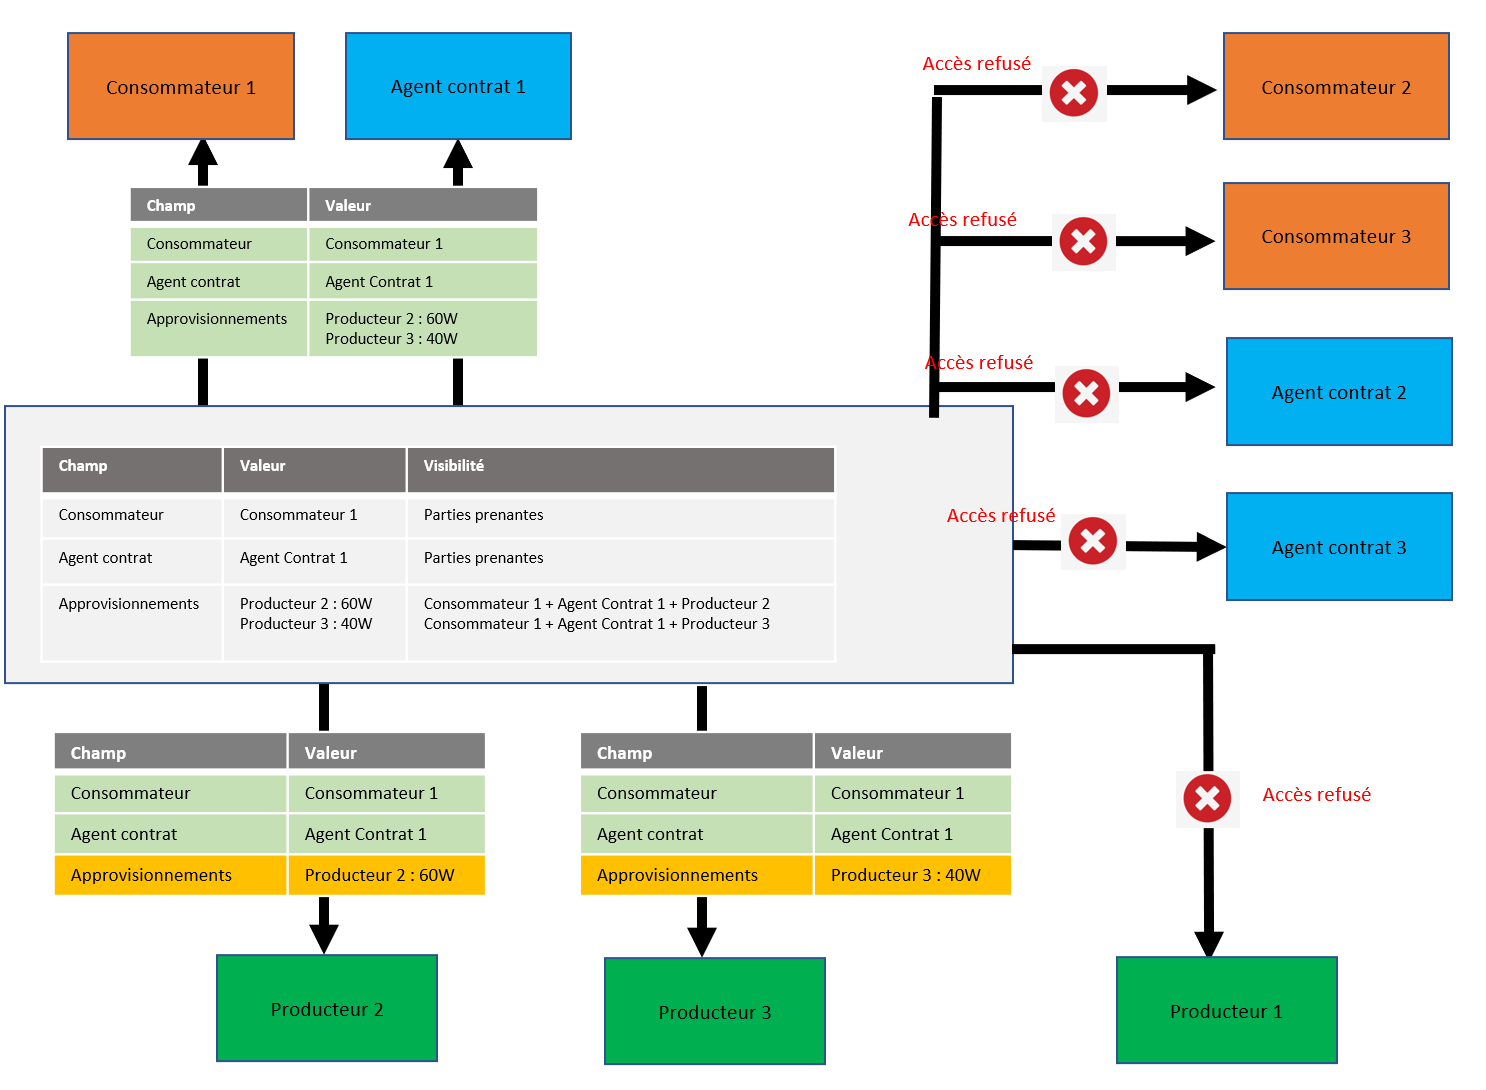 Consommateur 1
Agent contrat 1
Accès refusé
Consommateur 2
Champ Valeur
Consommateur Consommateur 1
Agent contrat Agent Contrat 1
Approvisionnements Producteur 2 : 60W
Producteur 3 : 40W
Accès refusé
Consommateur 3
Accès refusé
Agent contrat 2
Champ Valeur Visibilité
Consommateur Consommateur 1 Parties prenantes
Agent contrat Agent Contrat 1 Parties prenantes
Approvisionnements Producteur 2 : 60W Consommateur 1 + Agent Contrat 1 + Producteur 2
Producteur 3 : 40W Consommateur 1 + Agent Contrat 1 + Producteur 3
Accès refusé
Agent contrat 3
Champ Valeur
Consommateur Consommateur 1
Agent contrat Agent Contrat 1
Approvisionnements Producteur 2 : 60W
Champ Valeur
Consommateur Consommateur 1
Agent contrat Agent Contrat 1
Approvisionnements Producteur 3 : 40W
Accès refusé
Producteur 2
Producteur 3
Producteur 1